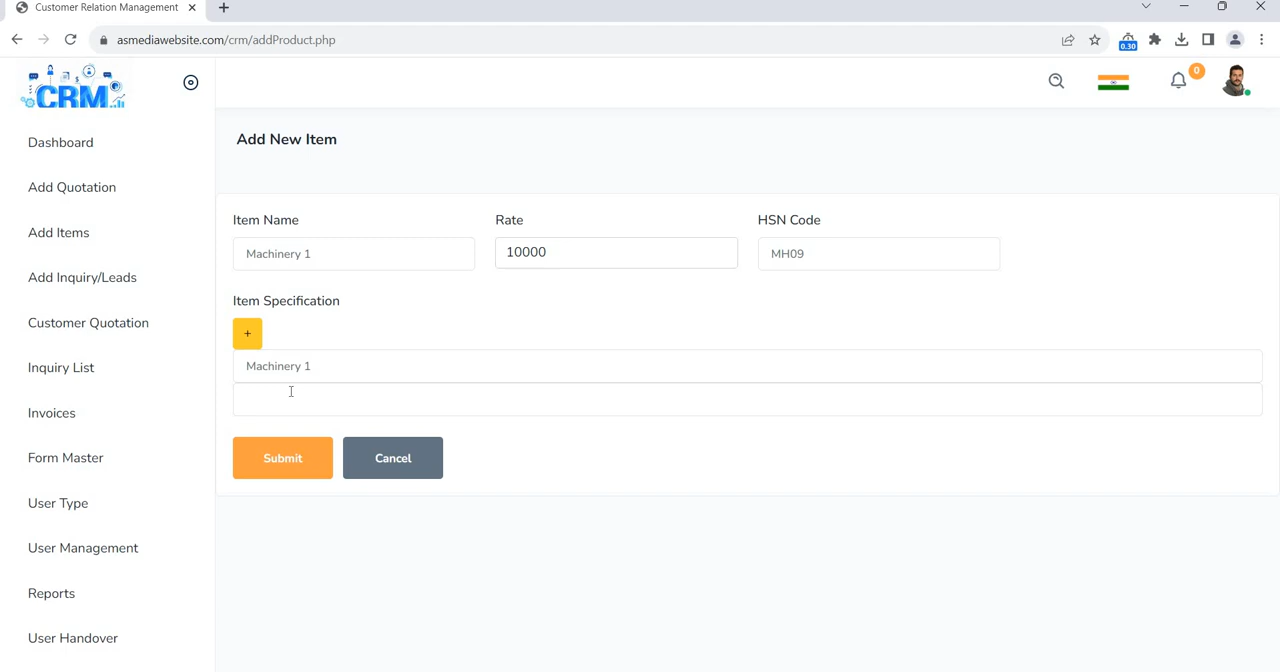 Customer Relation Management
asmediawebsite.com/crm/addProduct.php
0.30
CRM
0
Dashboard
Add Quotation
Add Items
Add Inquiry/Leads
Customer Quotation
Inquiry List
Invoices
Form Master
User Type
User Management
Reports
User Handover
Add New Item
Item Name
Rate
HSN Code
Machinery 1
10000
MH09
Item Specification
+
Machinery 1
Submit
Cancel